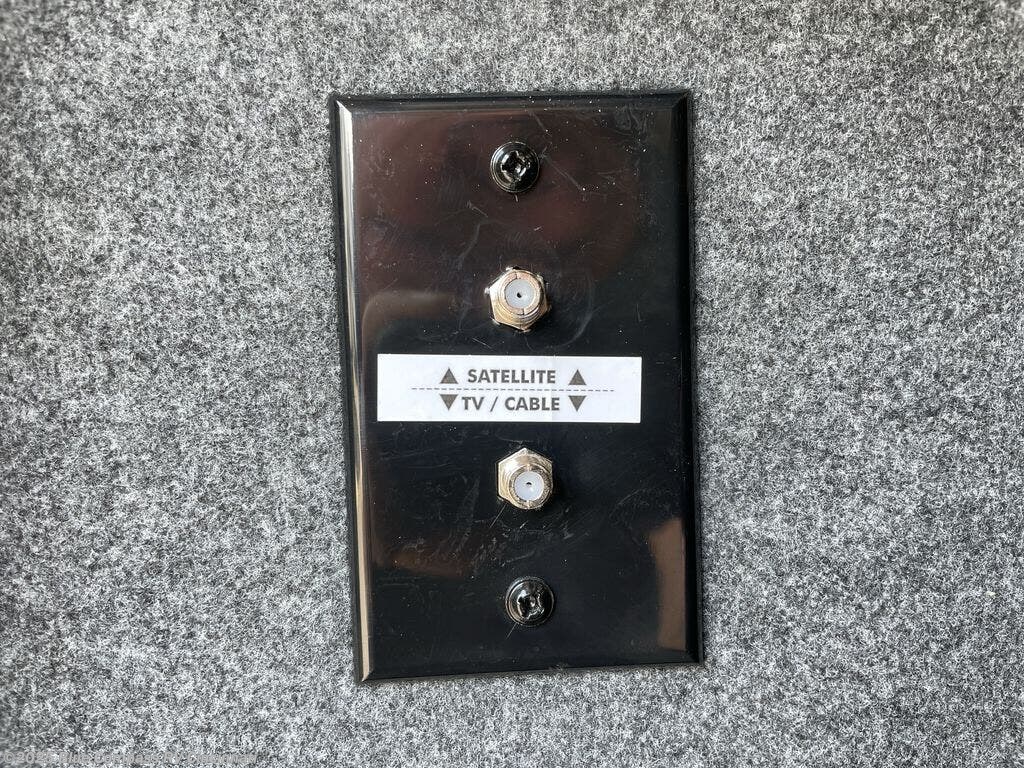 ▲ SATELLITE ▲
▼ TV / CABLE ▼